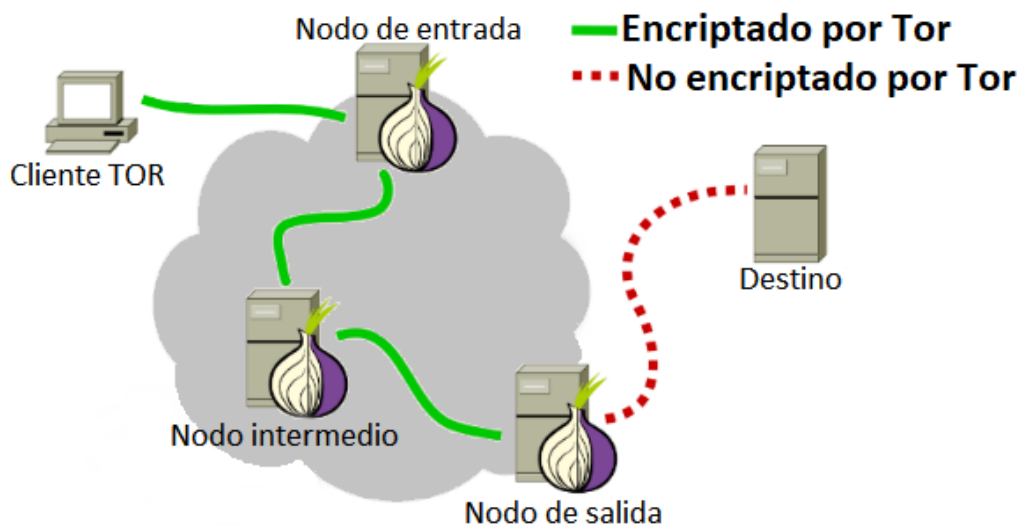 Nodo de entrada
Encriptado por Tor
No encriptado por Tor
Cliente TOR
Destino
Nodo intermedio
Nodo de salida